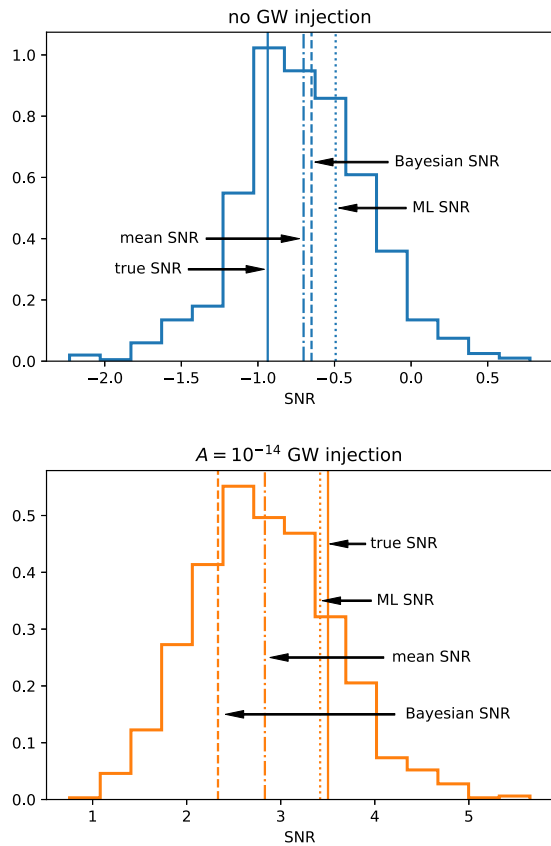 no GW injection
1.0
0.8
Bayesian SNR
0.6
ML SNR
mean SNR
0.4
true SNR
0.2
0.0
−2.0 −1.5 −1.0 −0.5 0.0 0.5
SNR
A = 10⁻¹⁴ GW injection
0.5
true SNR
0.4
ML SNR
0.3
mean SNR
0.2
Bayesian SNR
0.1
0.0
1 2 3 4 5
SNR